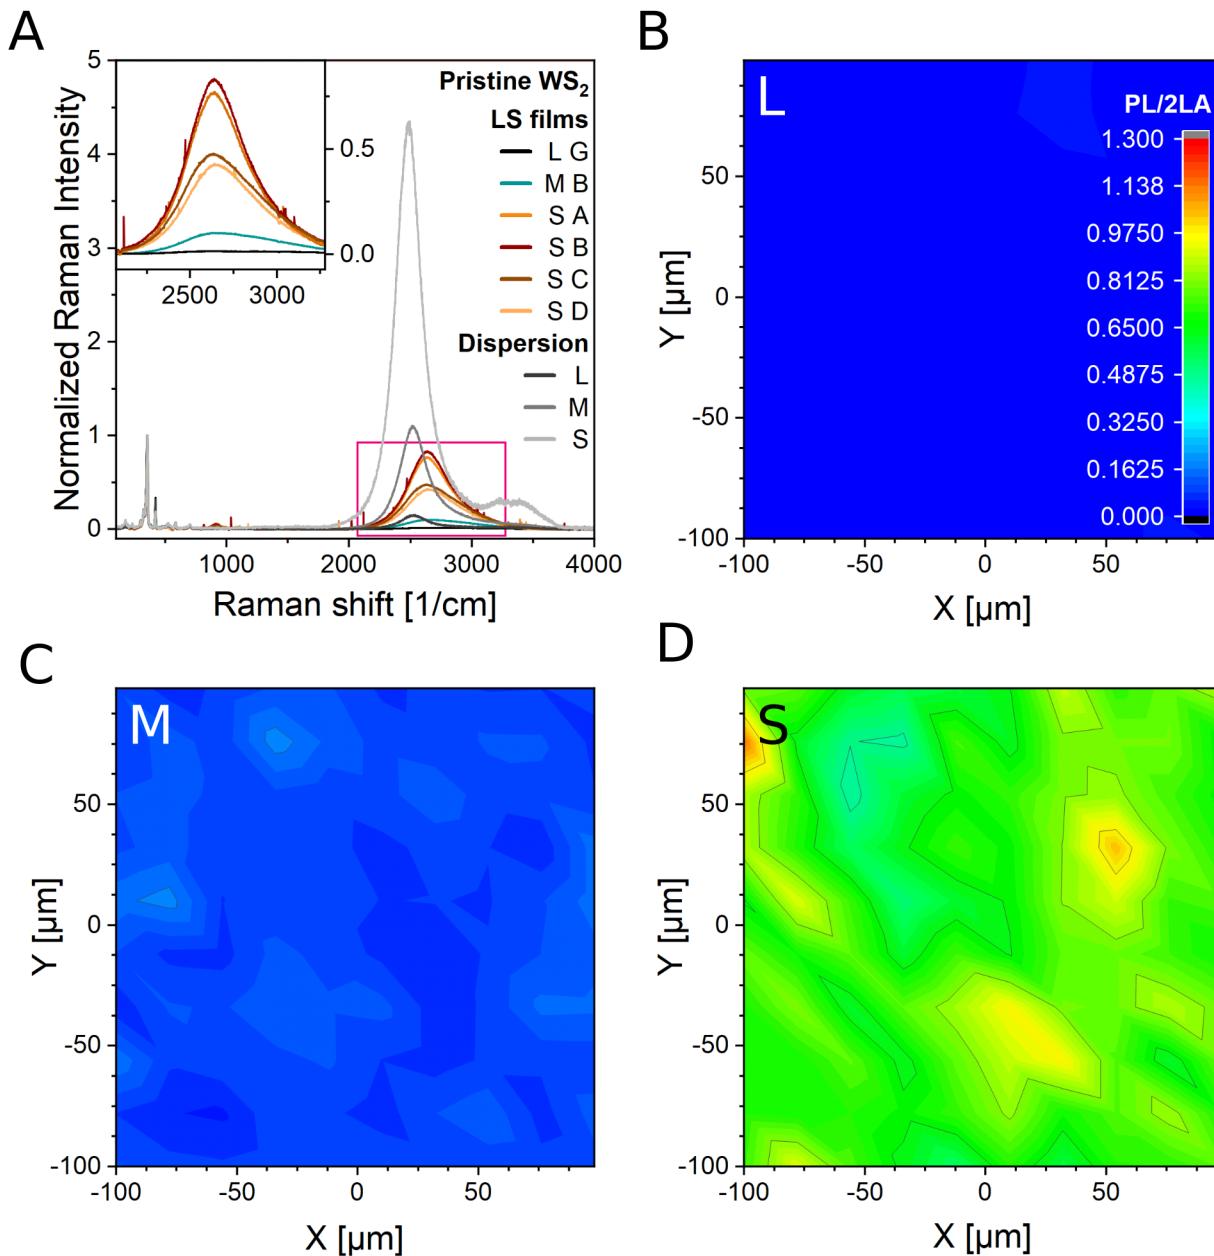 A
5
4
3
2
1
0
Normalized Raman Intensity
1000
2000
3000
4000
Raman shift [1/cm]
0.5
0.0
2500
3000
Pristine WS₂
LS films
L G
M B
S A
S B
S C
S D
Dispersion
L
M
S
B
L
PL/2LA
1.300
1.138
0.9750
0.8125
0.6500
0.4875
0.3250
0.1625
0.000
50
0
-50
-100
Y [µm]
-100
-50
0
50
X [µm]
C
M
50
0
-50
-100
Y [µm]
-100
-50
0
50
X [µm]
D
S
50
0
-50
-100
Y [µm]
-100
-50
0
50
X [µm]